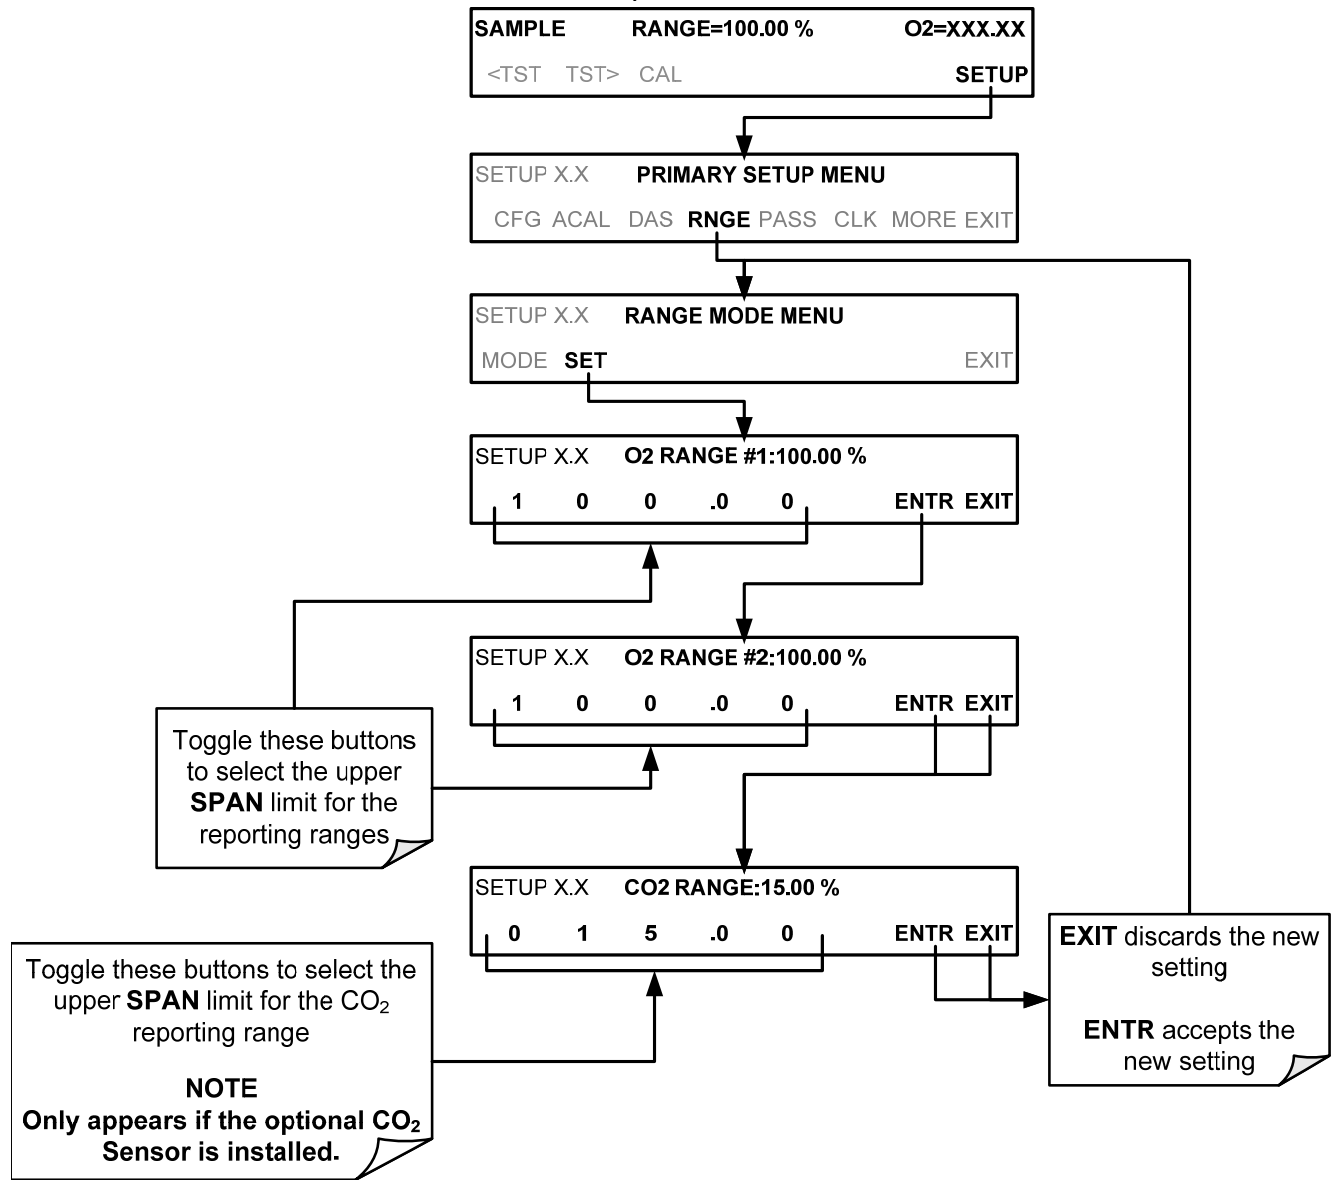 SAMPLE RANGE=100.00 % O2=XXX.XX
<TST TST> CAL SETUP
SETUP X.X PRIMARY SETUP MENU
CFG ACAL DAS RNGE PASS CLK MORE EXIT
SETUP X.X RANGE MODE MENU
MODE SET EXIT
SETUP X.X O2 RANGE #1:100.00 %
1 0 0 .0 0 ENTR EXIT
SETUP X.X O2 RANGE #2:100.00 %
1 0 0 .0 0 ENTR EXIT
Toggle these buttons
to select the upper
SPAN limit for the
reporting ranges
SETUP X.X CO2 RANGE:15.00 %
0 1 5 .0 0 ENTR EXIT
Toggle these buttons to select the
upper SPAN limit for the CO₂
reporting range
NOTE
Only appears if the optional CO₂
Sensor is installed.
EXIT discards the new
setting
ENTR accepts the
new setting